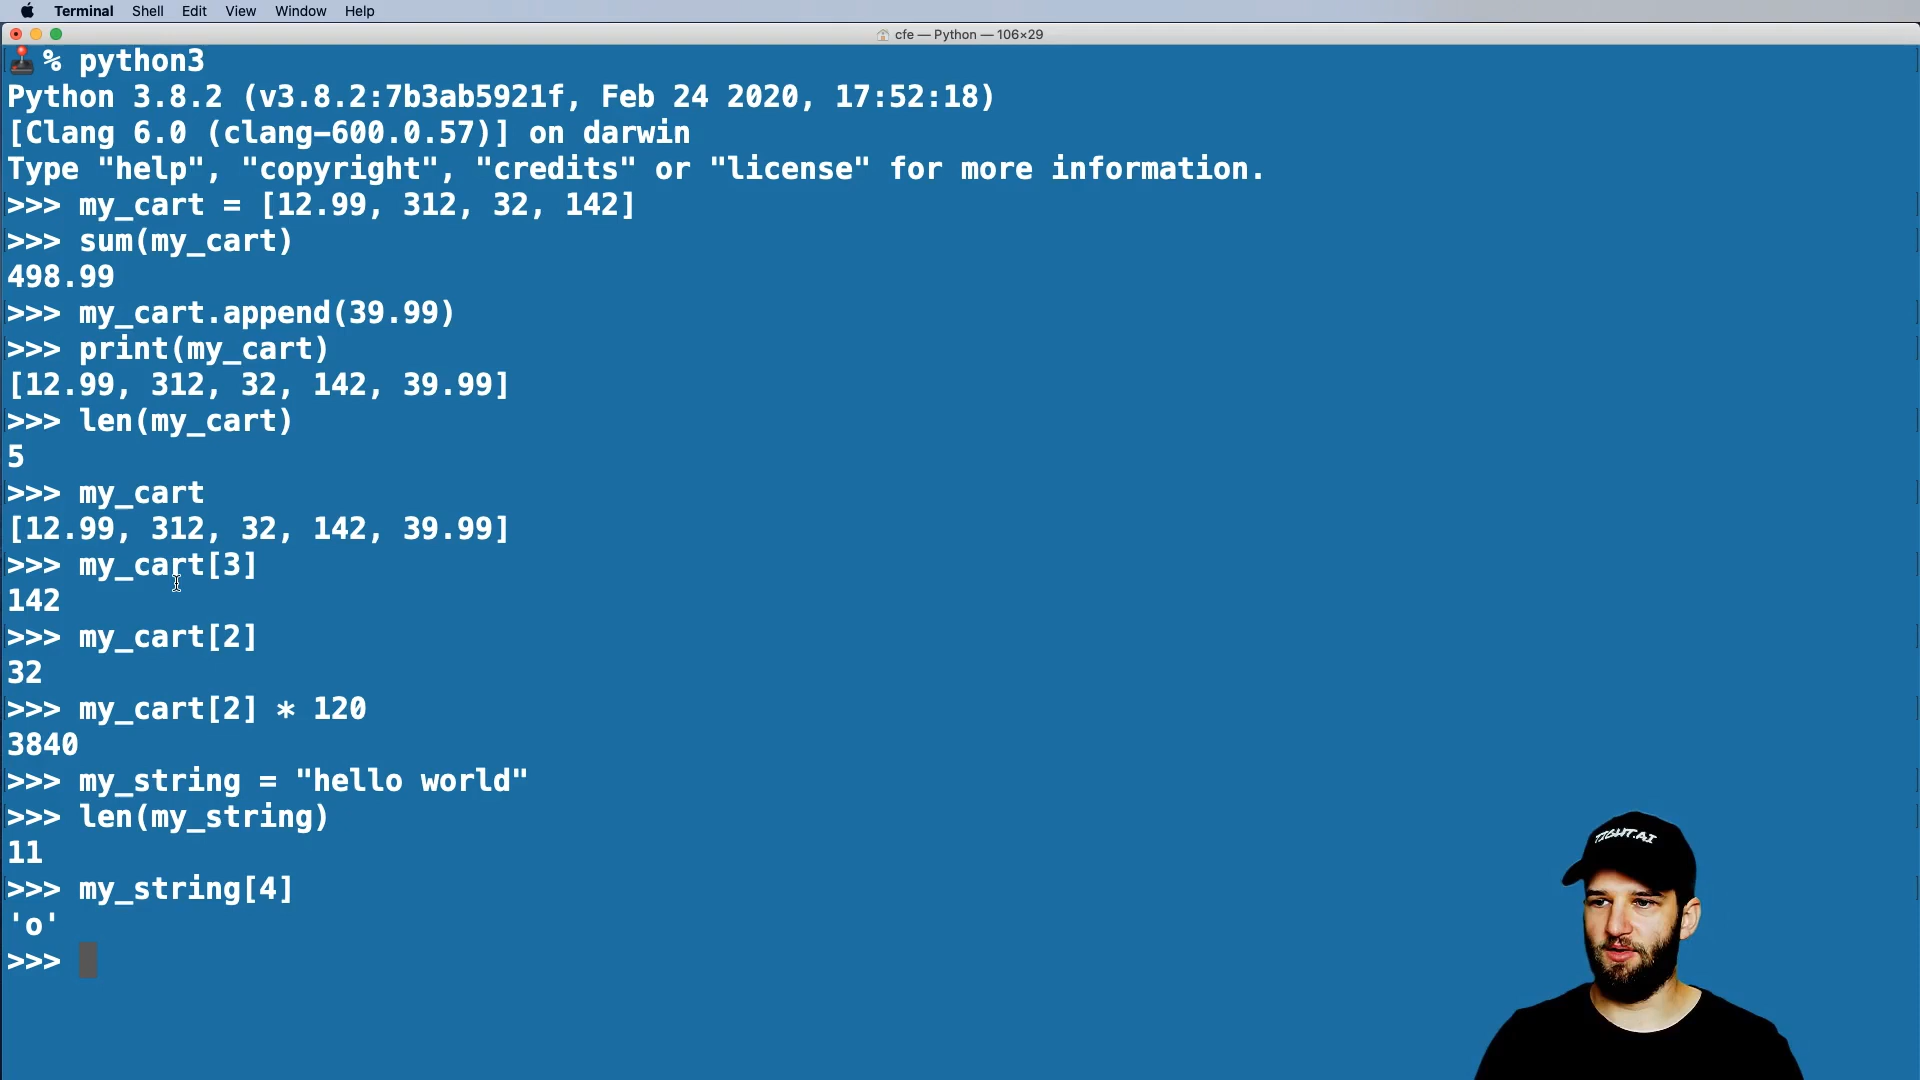 Terminal Shell Edit View Window Help
cfe — Python — 106×29
% python3
Python 3.8.2 (v3.8.2:7b3ab5921f, Feb 24 2020, 17:52:18)
[Clang 6.0 (clang-600.0.57)] on darwin
Type "help", "copyright", "credits" or "license" for more information.
>>> my_cart = [12.99, 312, 32, 142]
>>> sum(my_cart)
498.99
>>> my_cart.append(39.99)
>>> print(my_cart)
[12.99, 312, 32, 142, 39.99]
>>> len(my_cart)
5
>>> my_cart
[12.99, 312, 32, 142, 39.99]
>>> my_cart[3]
142
>>> my_cart[2]
32
>>> my_cart[2] * 120
3840
>>> my_string = "hello world"
>>> len(my_string)
11
>>> my_string[4]
'o'
>>>
TIGHT.AI